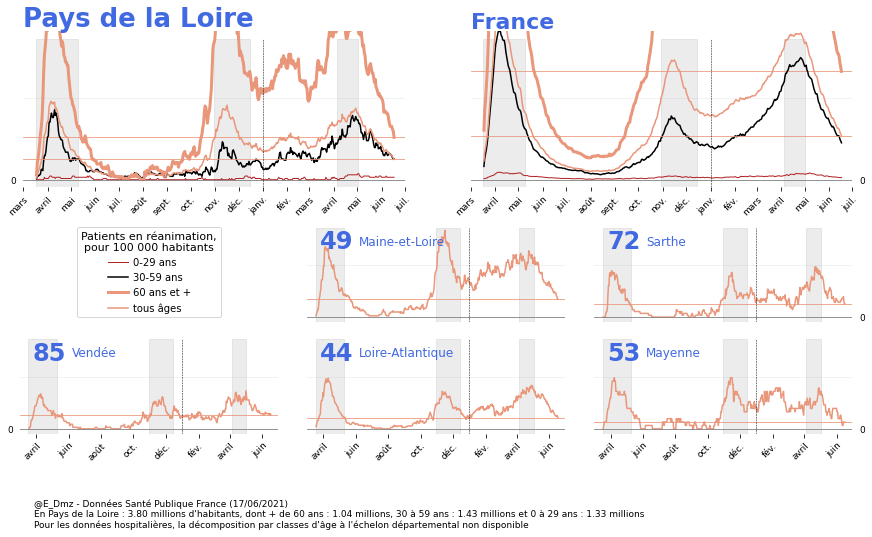 Pays de la Loire
France
0
mars avril mai juin juil. août sept. oct. nov. déc. janv. fév. mars avril mai juin juil.
mars avril mai juin juil. août sept. oct. nov. déc. janv. fév. mars avril mai juin juil.
0
Patients en réanimation,
pour 100 000 habitants
0-29 ans
30-59 ans
60 ans et +
tous âges
49 Maine-et-Loire
72 Sarthe
0
85 Vendée
44 Loire-Atlantique
53 Mayenne
0
0
avril juin août oct. déc. fév. avril juin
avril juin août oct. déc. fév. avril juin
avril juin août oct. déc. fév. avril juin
@E_Dmz - Données Santé Publique France (17/06/2021)
En Pays de la Loire : 3.80 millions d'habitants, dont + de 60 ans : 1.04 millions, 30 à 59 ans : 1.43 millions et 0 à 29 ans : 1.33 millions
Pour les données hospitalières, la décomposition par classes d'âge à l'échelon départemental non disponible